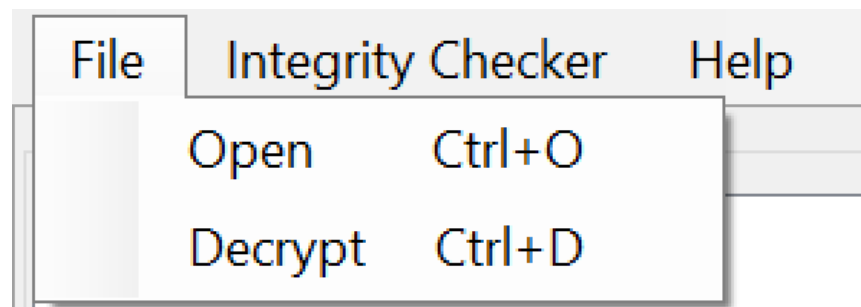 File Integrity Checker Help
Open Ctrl+O
Decrypt Ctrl+D